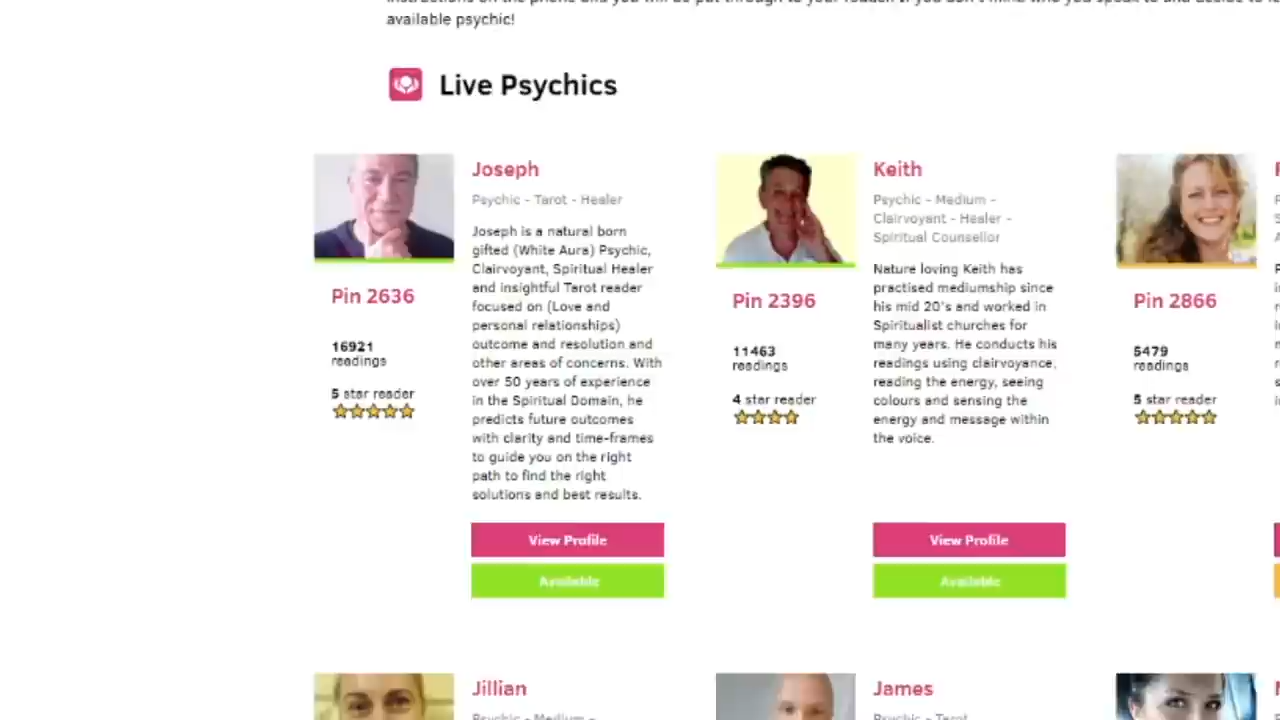 available psychic!
Live Psychics
Joseph
Psychic - Tarot - Healer
Joseph is a natural born
gifted (White Aura) Psychic,
Clairvoyant, Spiritual Healer
and insightful Tarot reader
focused on (Love and
personal relationships)
outcome and resolution and
other areas of concerns. With
over 50 years of experience
in the Spiritual Domain, he
predicts future outcomes
with clarity and time-frames
to guide you on the right
path to find the right
solutions and best results.
Pin 2636
16921
readings
5 star reader
View Profile
Available
Keith
Psychic - Medium -
Clairvoyant - Healer -
Spiritual Counsellor
Nature loving Keith has
practised mediumship since
his mid 20's and worked in
Spiritualist churches for
many years. He conducts his
readings using clairvoyance,
reading the energy, seeing
colours and sensing the
energy and message within
the voice.
Pin 2396
11463
readings
4 star reader
View Profile
Available
Pin 2866
5479
readings
5 star reader
Jillian
Psychic - Medium -
James
Psychic - Tarot